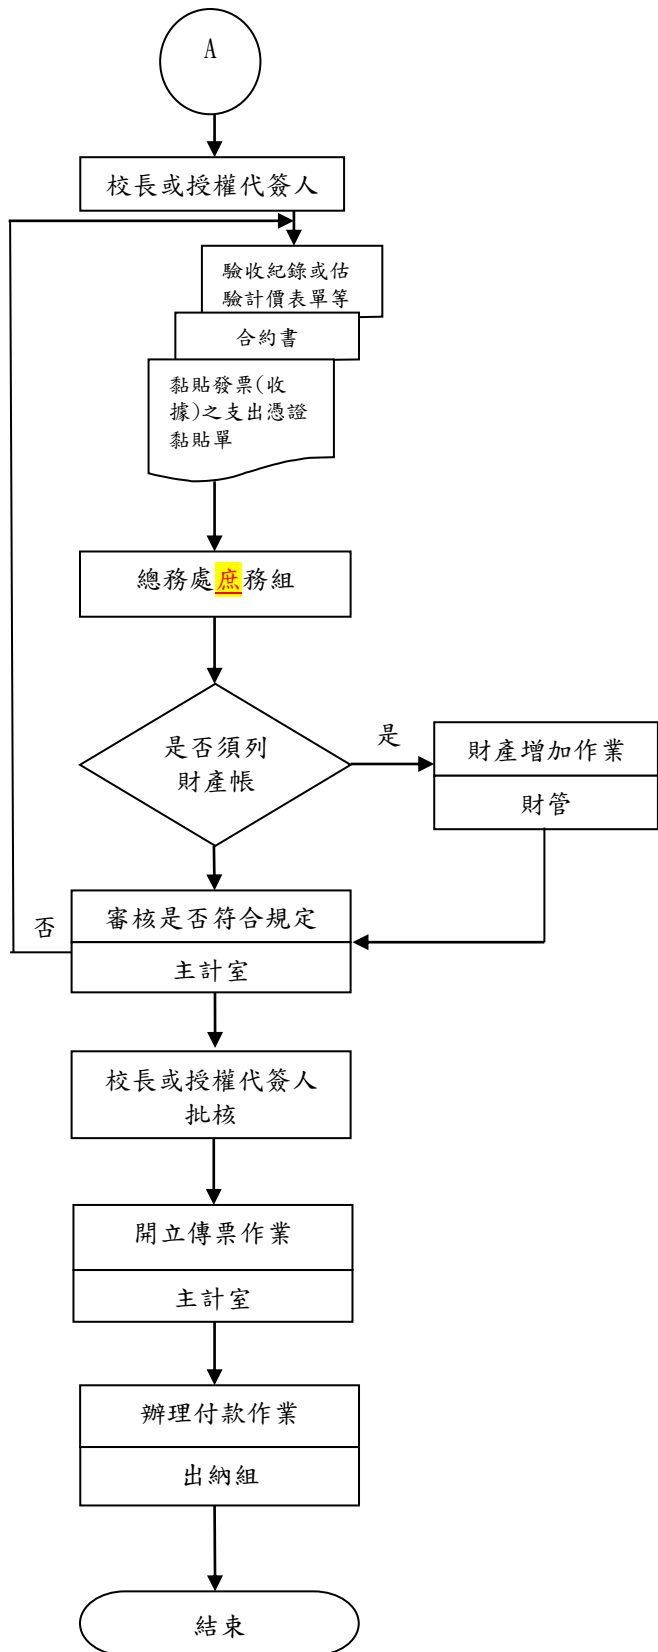 A
校長或授權代簽人
驗收紀錄或估
驗計價表單等
合約書
黏貼發票(收
據)之支出憑證
黏貼單
總務處庶務組
是否須列
財產帳
是
財產增加作業
財管
否
審核是否符合規定
主計室
校長或授權代簽人
批核
開立傳票作業
主計室
辦理付款作業
出納組
結束